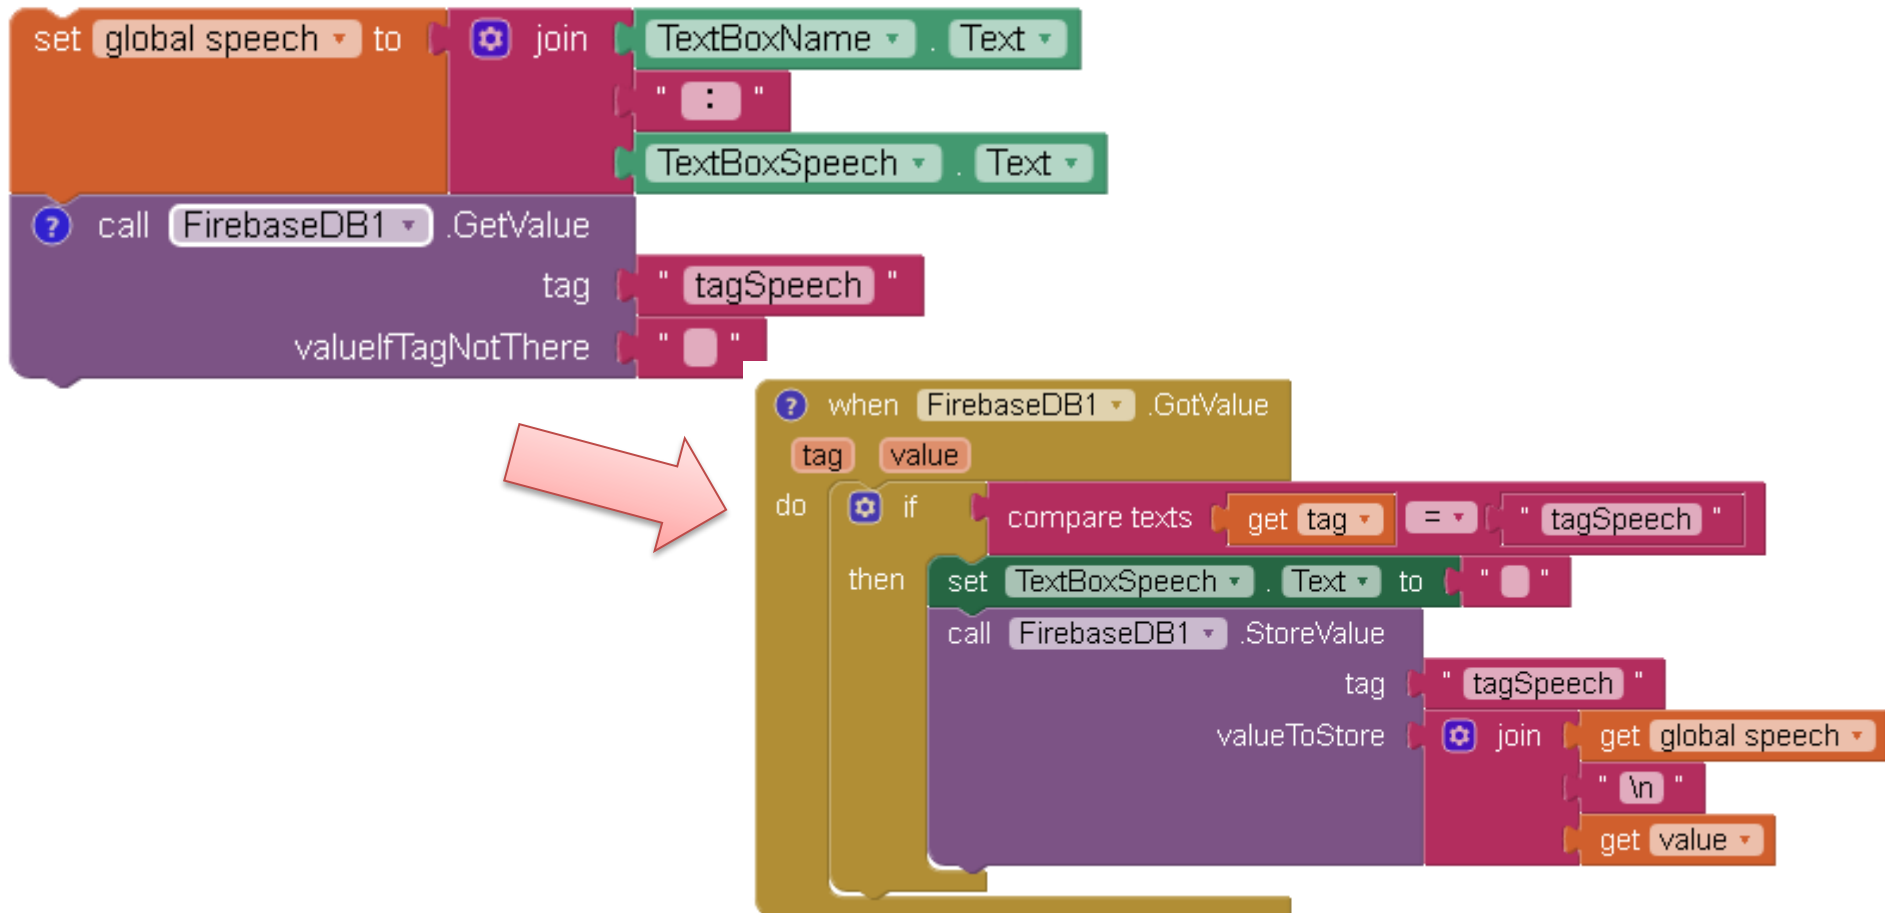 set global speech to join TextBoxName . Text
" : "
TextBoxSpeech . Text
? call FirebaseDB1 .GetValue
tag " tagSpeech "
valueIfTagNotThere " "
? when FirebaseDB1 .GotValue
tag value
do if compare texts get tag = " tagSpeech "
then set TextBoxSpeech . Text to " "
call FirebaseDB1 .StoreValue
tag " tagSpeech "
valueToStore join get global speech
" \n "
get value